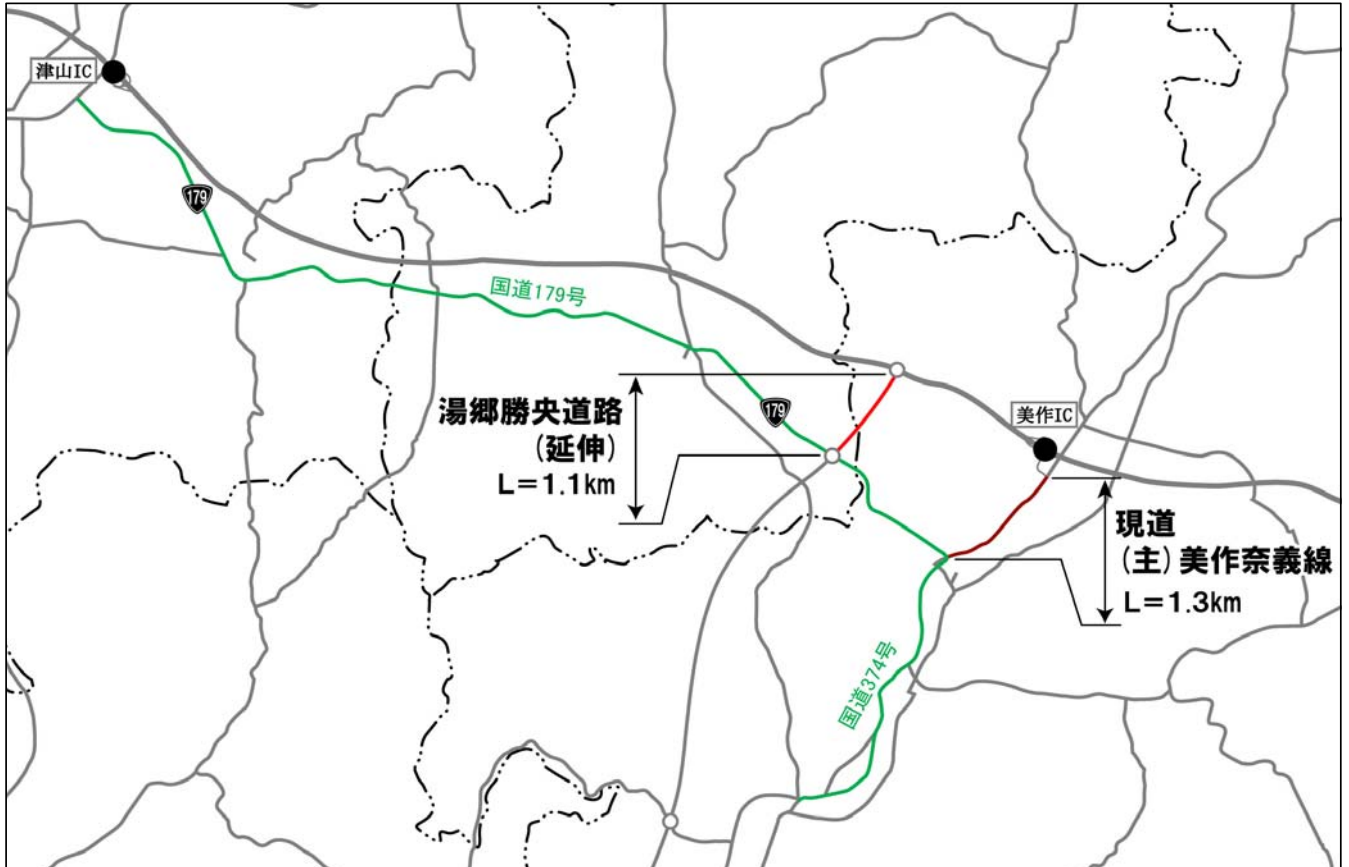 津山IC
179
国道179号
179
湯郷勝央道路
(延伸)
L=1.1km
美作IC
現道
(主)美作奈義線
L=1.3km
国道374号